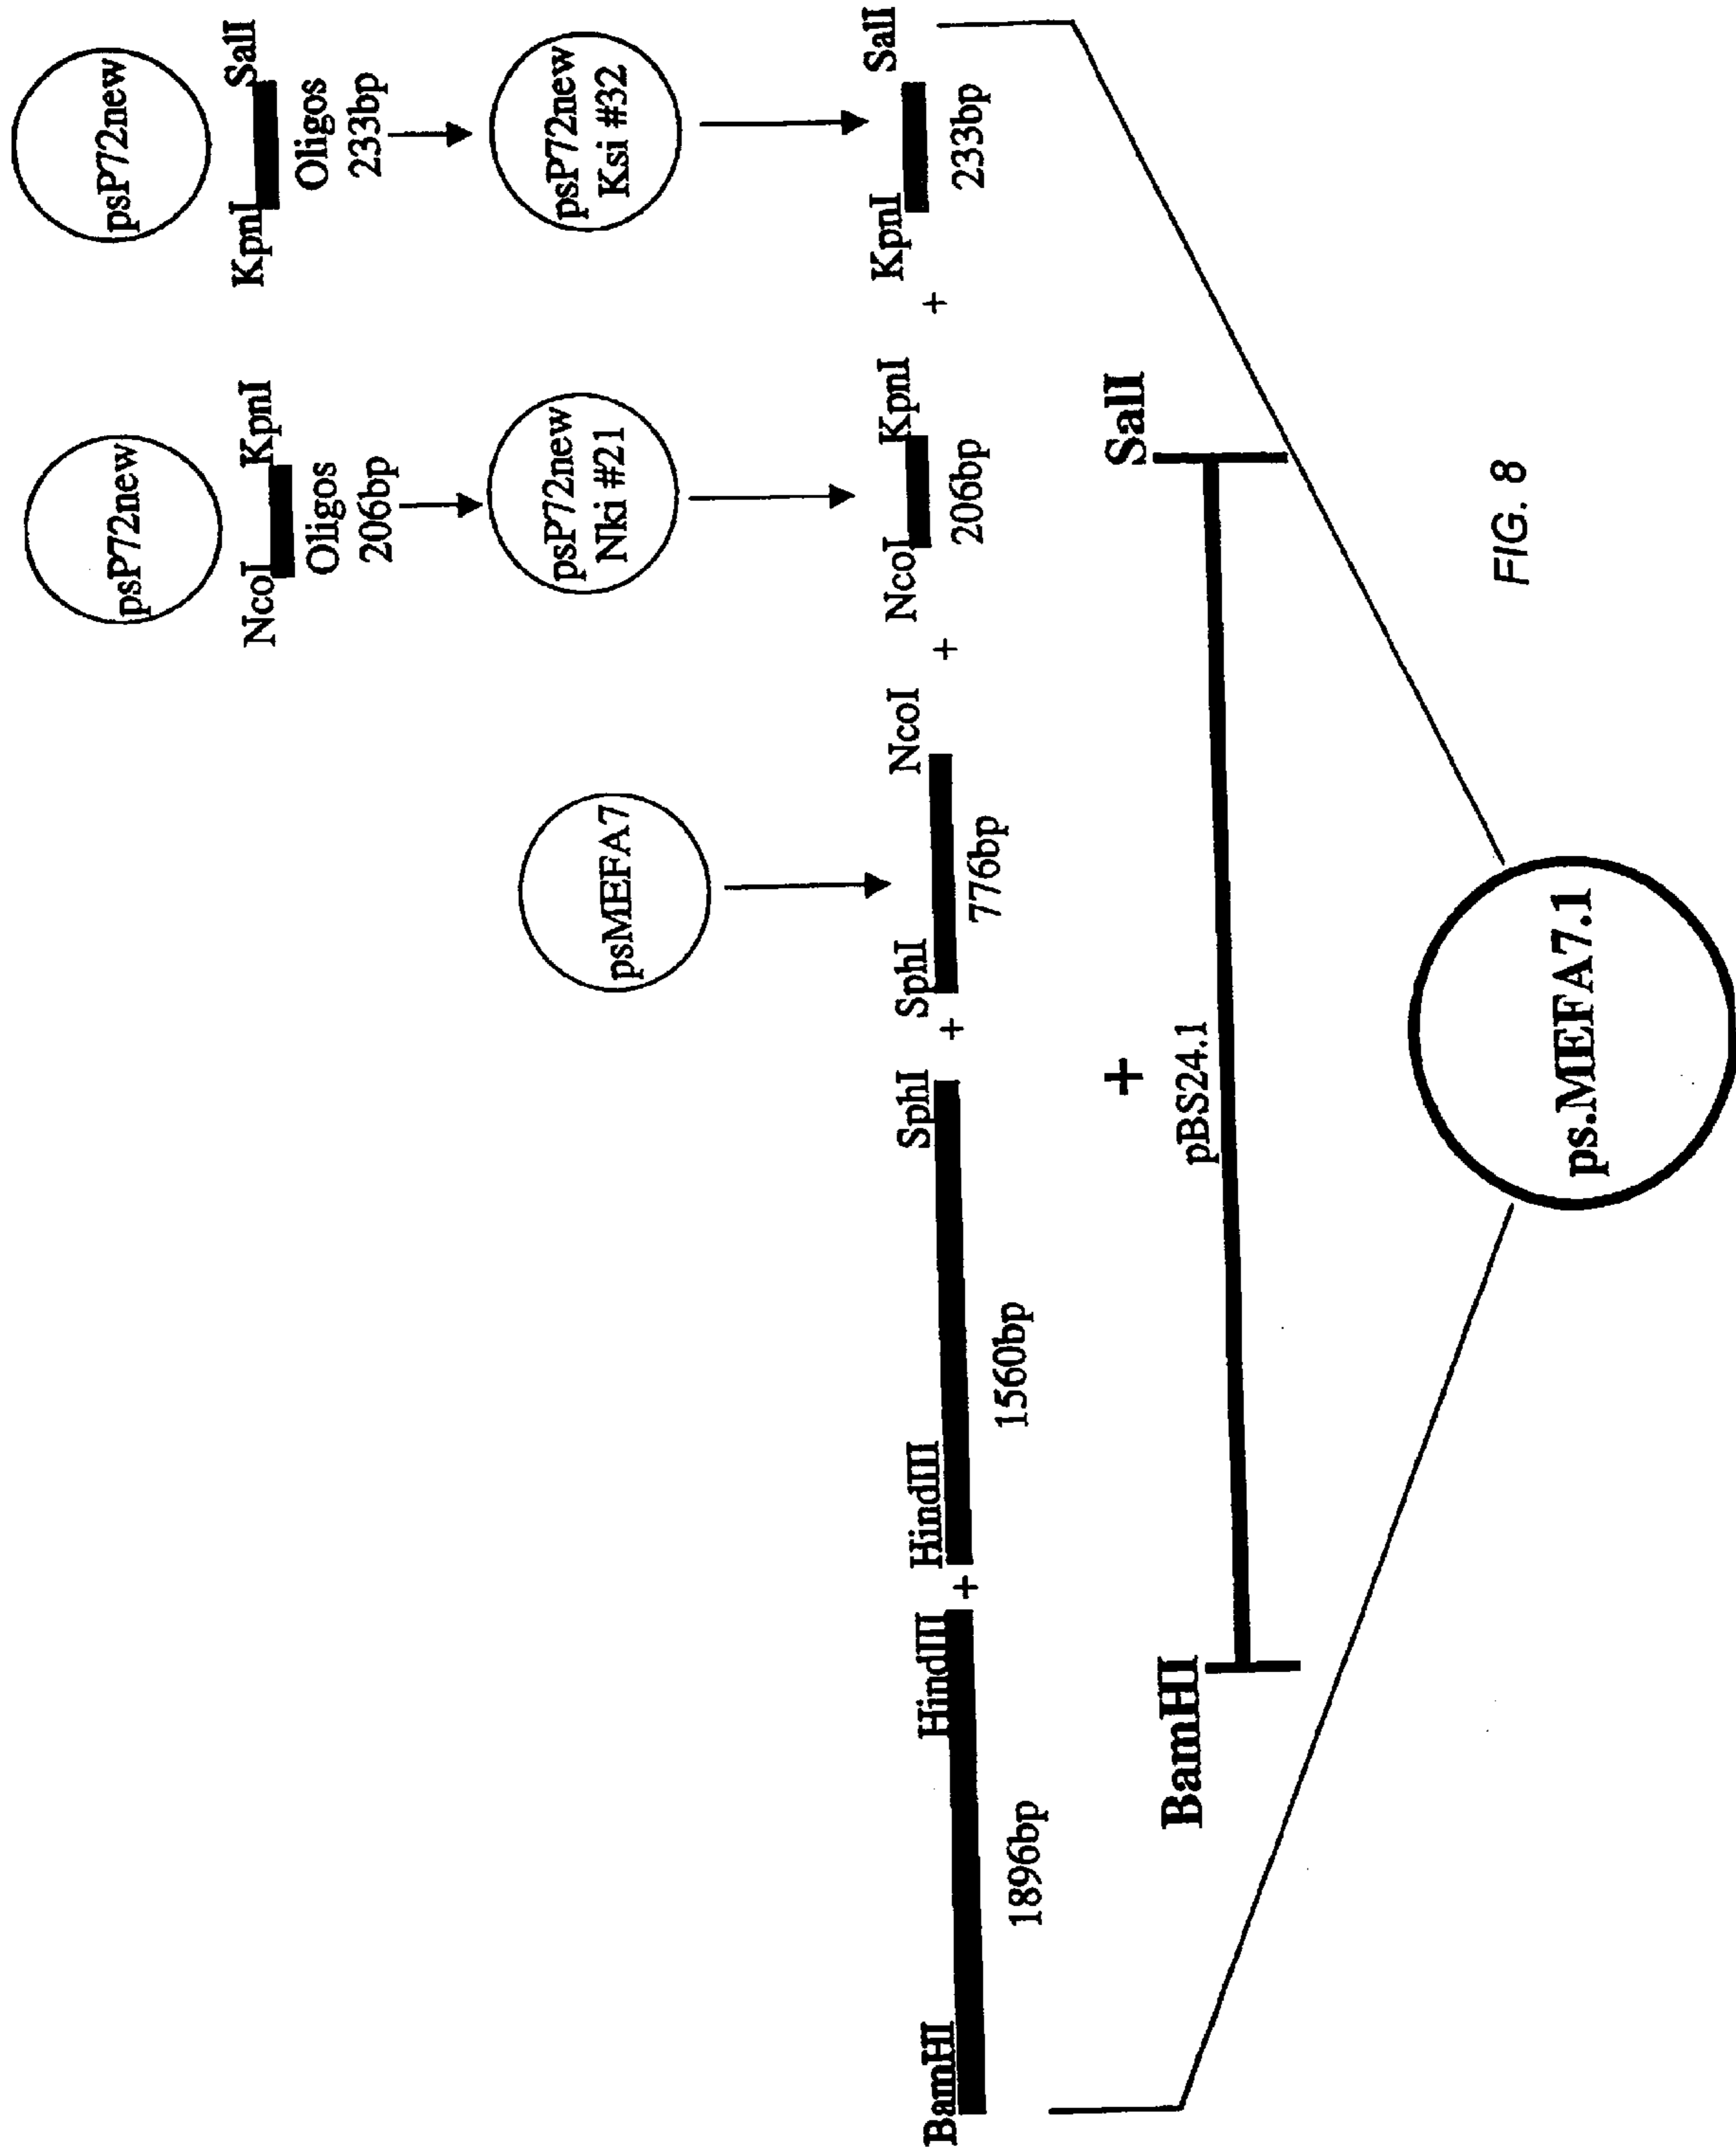 psP72new
psP72new
NcoI KpnI
KpnI SalI
Oligos
206bp
Oligos
233bp
psMEFA7
psP72new
Nki #21
psP72new
Ksi #32
BamHI HindIII + HindIII SphI + SphI NcoI + NcoI KpnI + KpnI SalI
1896bp 1560bp 776bp 206bp 233bp
+
BamHI pBS24.1 SalI
ps.MEFA7.1
FIG. 8